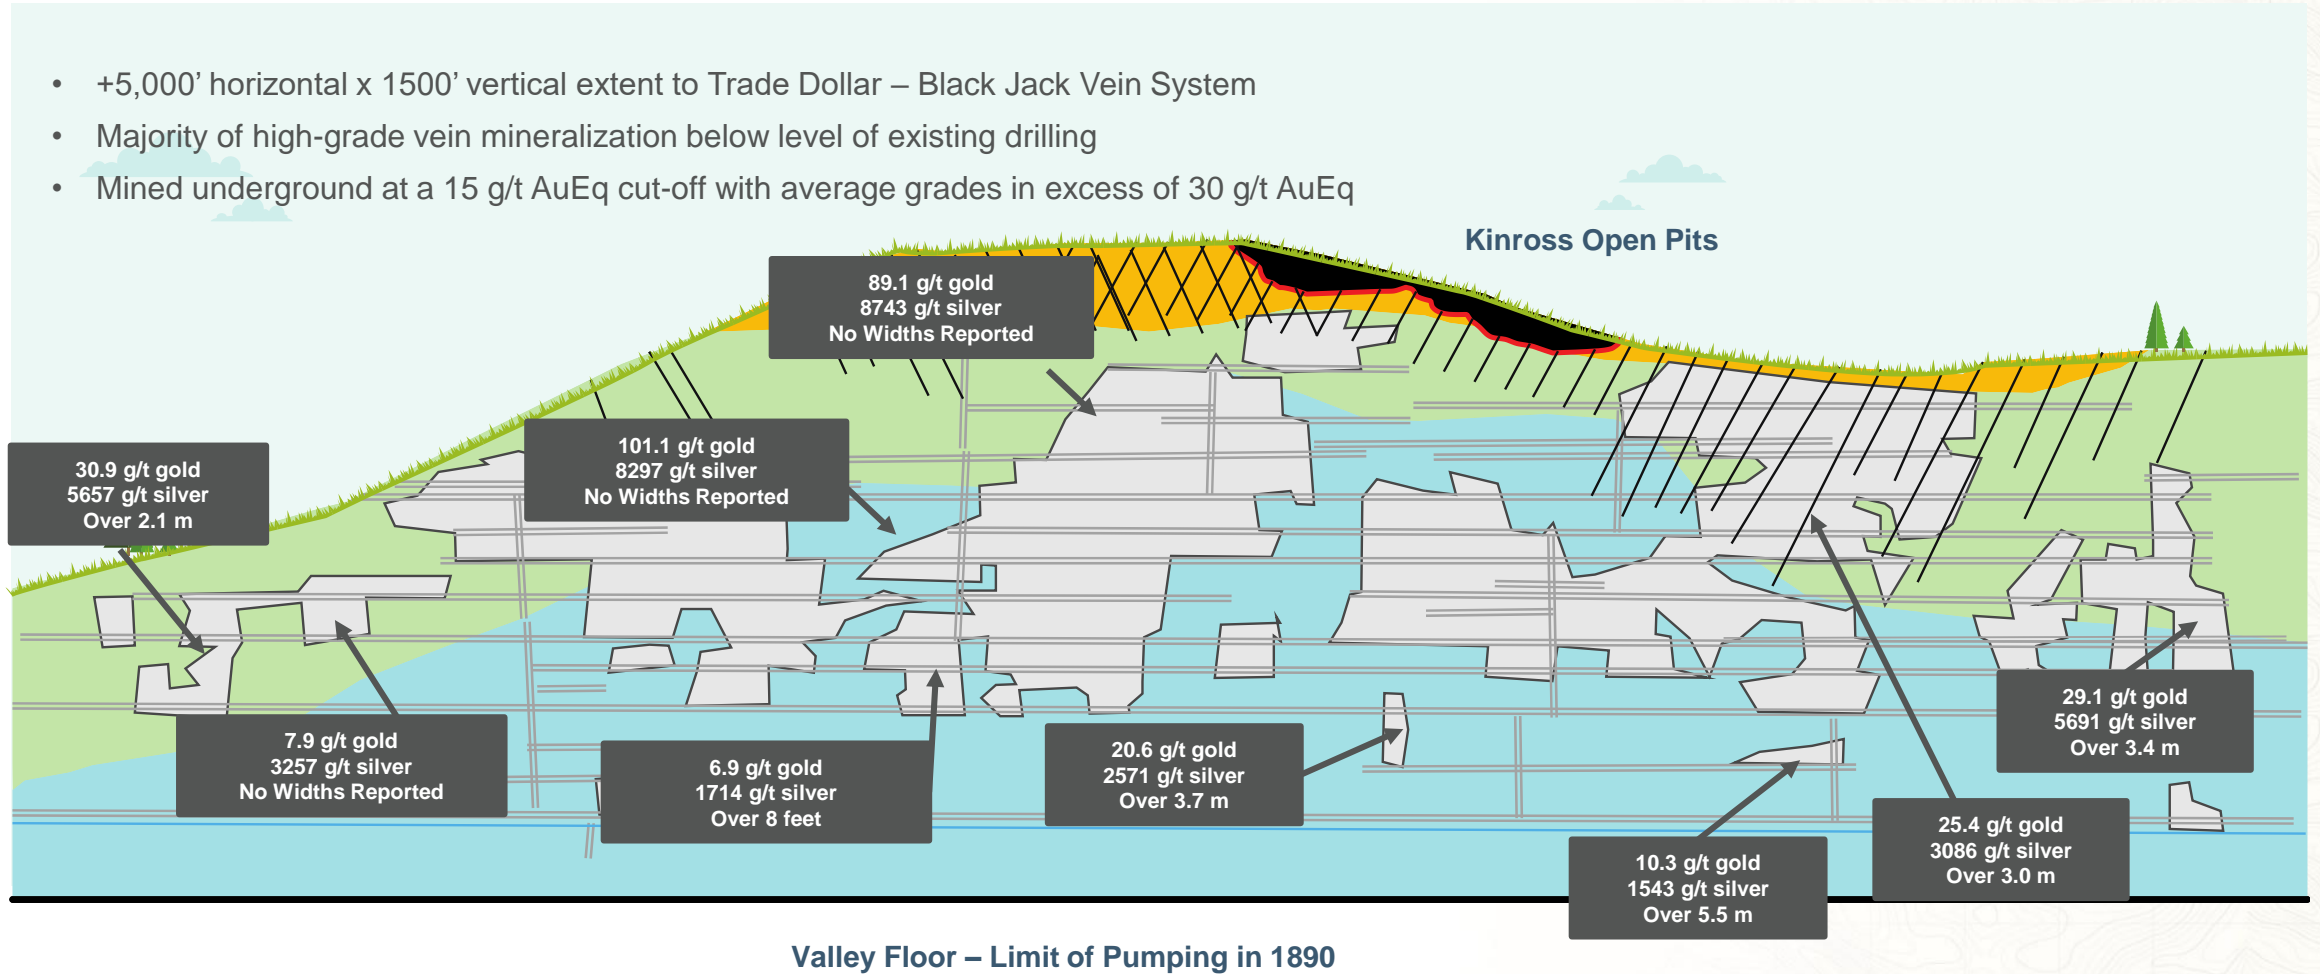 • +5,000’ horizontal x 1500’ vertical extent to Trade Dollar – Black Jack Vein System
• Majority of high-grade vein mineralization below level of existing drilling
• Mined underground at a 15 g/t AuEq cut-off with average grades in excess of 30 g/t AuEq
Kinross Open Pits
89.1 g/t gold
8743 g/t silver
No Widths Reported
101.1 g/t gold
8297 g/t silver
No Widths Reported
30.9 g/t gold
5657 g/t silver
Over 2.1 m
7.9 g/t gold
3257 g/t silver
No Widths Reported
6.9 g/t gold
1714 g/t silver
Over 8 feet
20.6 g/t gold
2571 g/t silver
Over 3.7 m
29.1 g/t gold
5691 g/t silver
Over 3.4 m
25.4 g/t gold
3086 g/t silver
Over 3.0 m
10.3 g/t gold
1543 g/t silver
Over 5.5 m
Valley Floor – Limit of Pumping in 1890